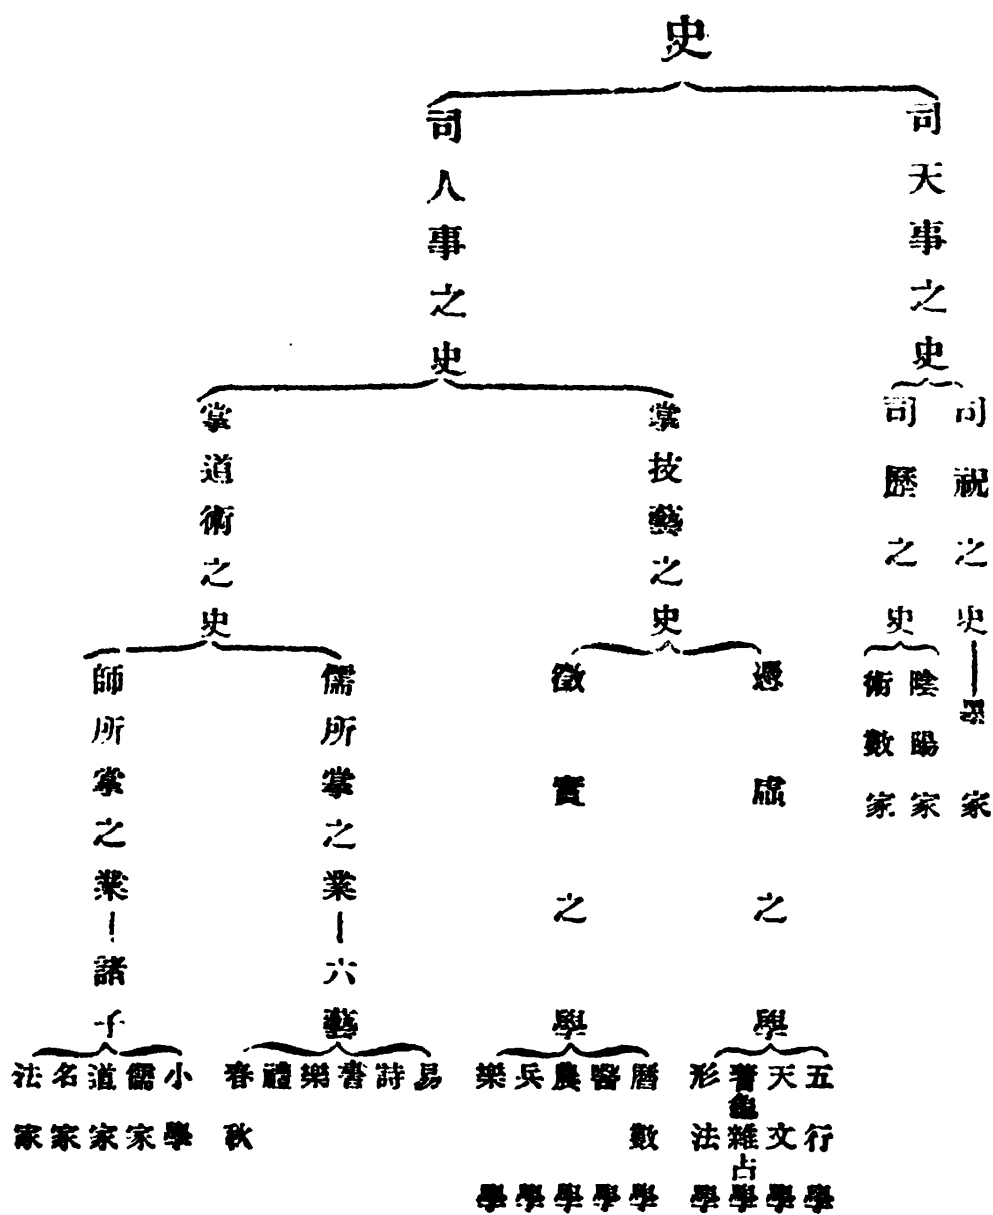 史
司天事之史
司祝之史
墨家
司歷之史
陰陽家
術數家
司人事之史
掌技藝之史
憑虛之學
五行學
天文學
蓍龜雜占學
形法學
徵實之學
曆數學
醫學
農學
兵學
樂學
掌道術之史
儒所掌之業
六藝
易
詩
書
樂
禮
春秋
師所掌之業
諸子
小學
儒家
道家
名家
法家